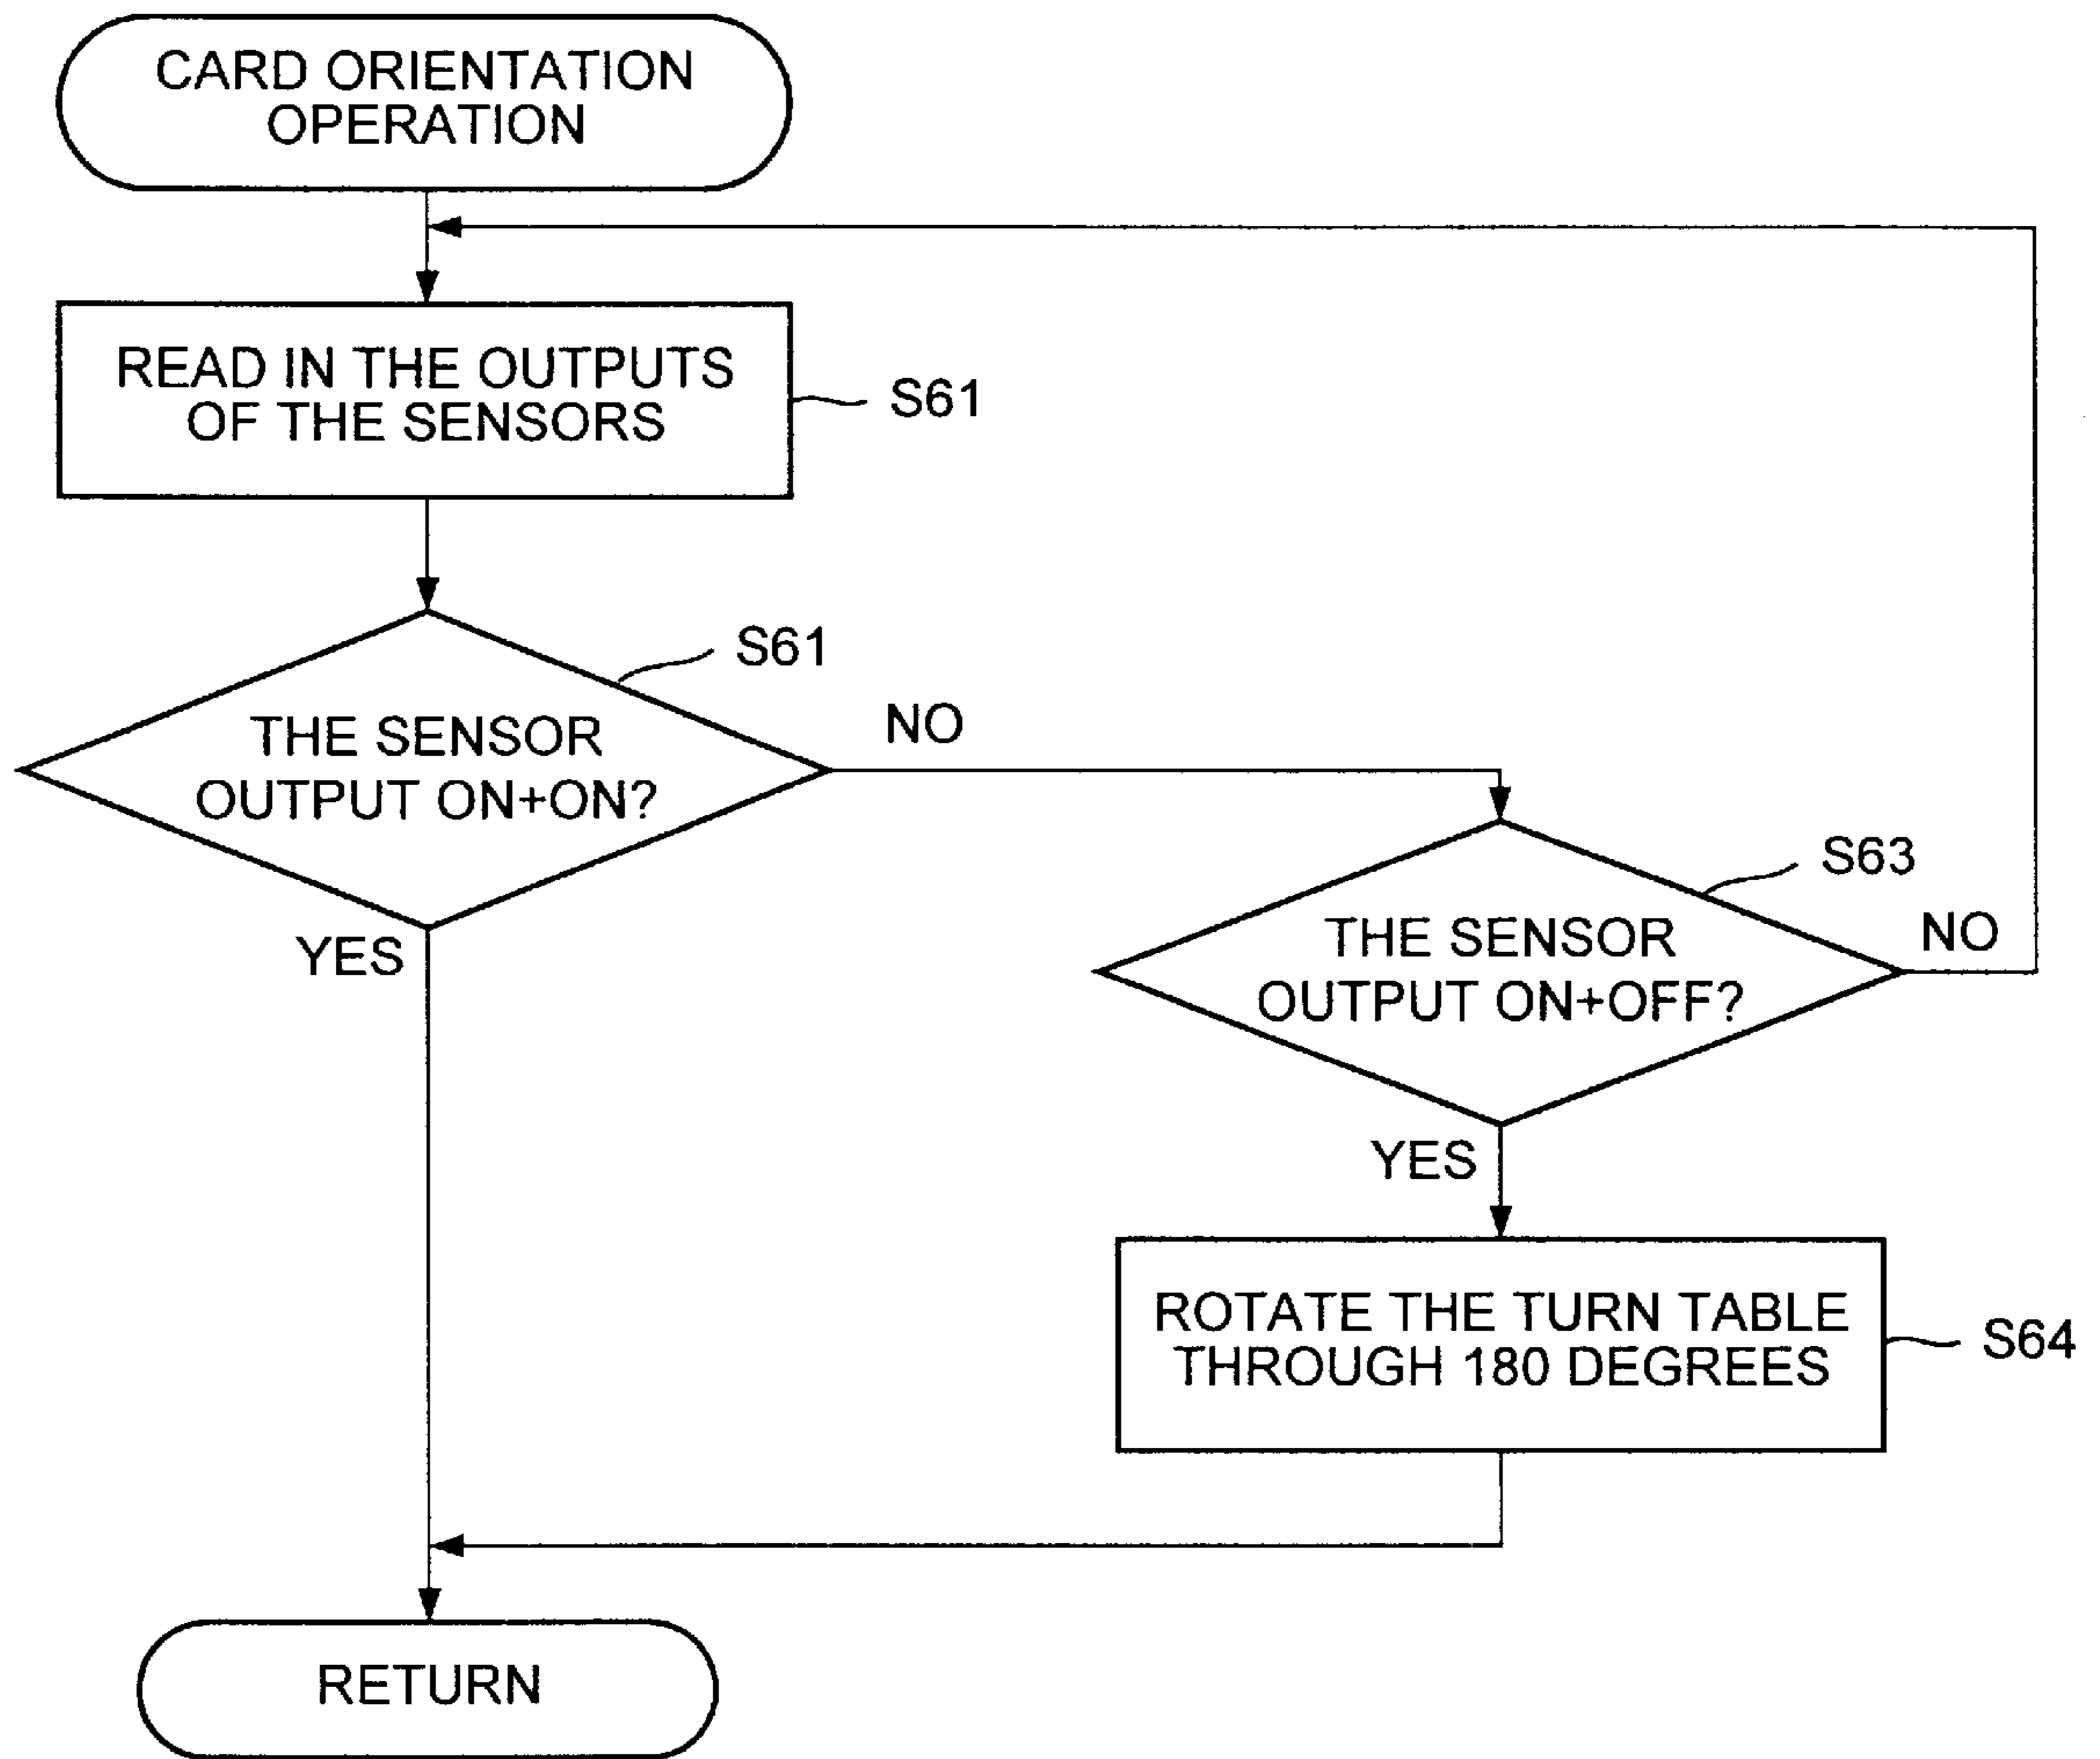 CARD ORIENTATION
OPERATION
READ IN THE OUTPUTS
OF THE SENSORS
S61
S61
THE SENSOR
OUTPUT ON+ON?
NO
YES
S63
THE SENSOR
OUTPUT ON+OFF?
NO
YES
ROTATE THE TURN TABLE
THROUGH 180 DEGREES
S64
RETURN